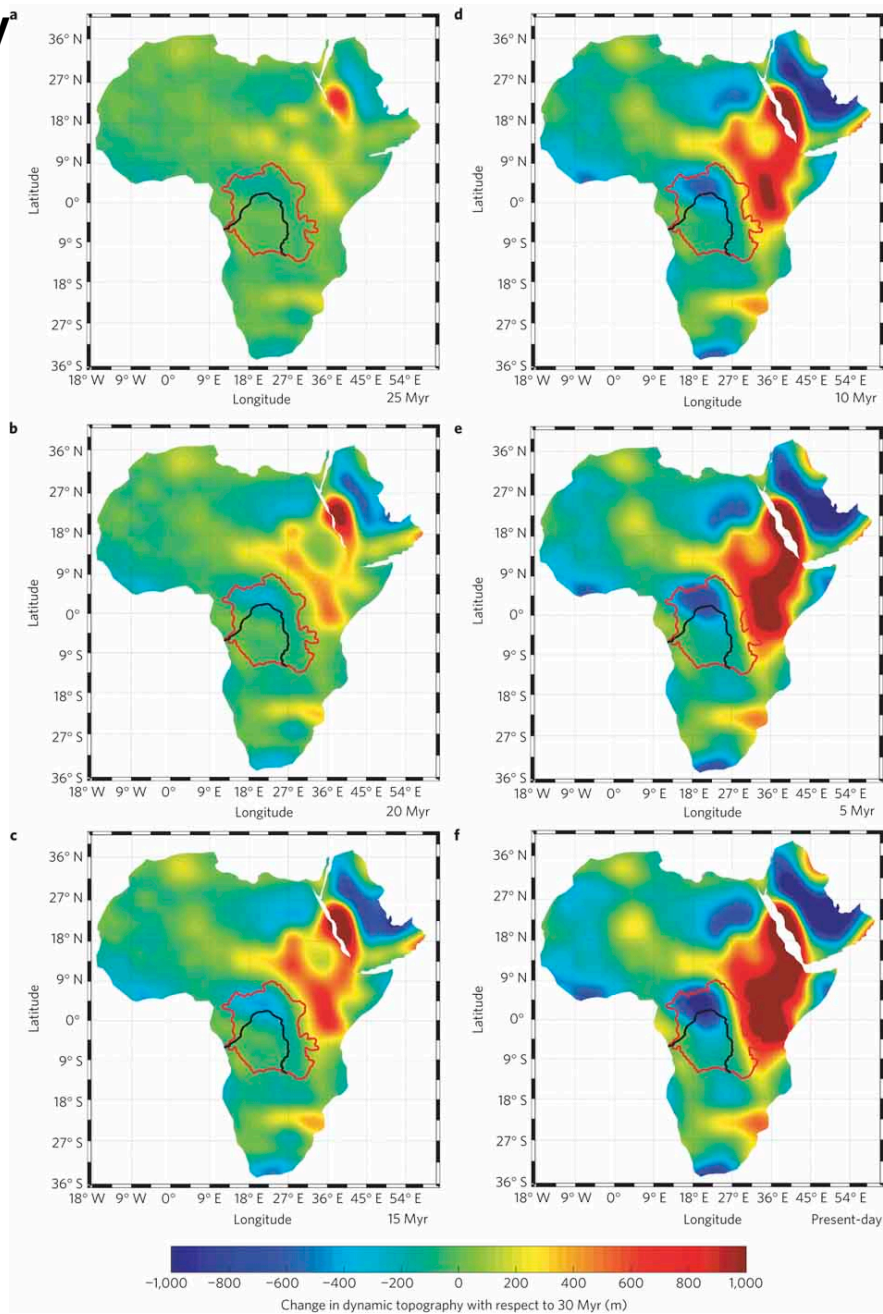 a
36° N
27° N
18° N
9° N
0°
9° S
18° S
27° S
36° S
Latitude
18° W 9° W 0° 9° E 18° E 27° E 36° E 45° E 54° E
Longitude
25 Myr
b
36° N
27° N
18° N
9° N
0°
9° S
18° S
27° S
36° S
Latitude
18° W 9° W 0° 9° E 18° E 27° E 36° E 45° E 54° E
Longitude
20 Myr
c
36° N
27° N
18° N
9° N
0°
9° S
18° S
27° S
36° S
Latitude
18° W 9° W 0° 9° E 18° E 27° E 36° E 45° E 54° E
Longitude
15 Myr
d
36° N
27° N
18° N
9° N
0°
9° S
18° S
27° S
36° S
Latitude
18° W 9° W 0° 9° E 18° E 27° E 36° E 45° E 54° E
Longitude
10 Myr
e
36° N
27° N
18° N
9° N
0°
9° S
18° S
27° S
36° S
Latitude
18° W 9° W 0° 9° E 18° E 27° E 36° E 45° E 54° E
Longitude
5 Myr
f
36° N
27° N
18° N
9° N
0°
9° S
18° S
27° S
36° S
Latitude
18° W 9° W 0° 9° E 18° E 27° E 36° E 45° E 54° E
Longitude
Present-day
−1,000 −800 −600 −400 −200 0 200 400 600 800 1,000
Change in dynamic topography with respect to 30 Myr (m)